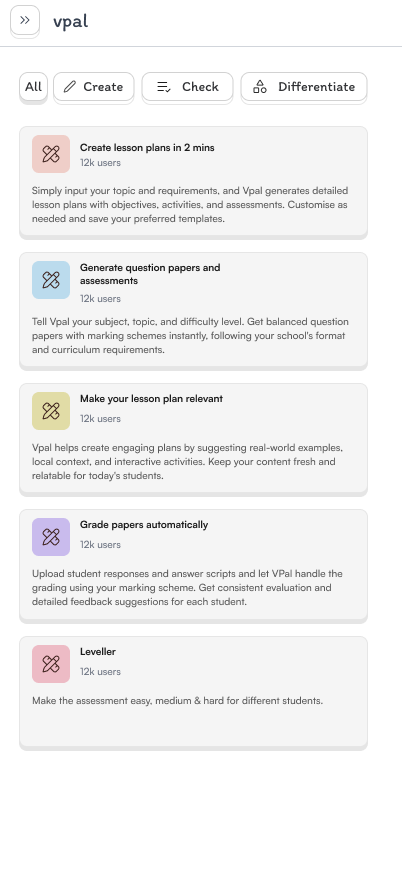 vpal
All Create Check Differentiate
Create lesson plans in 2 mins
12k users
Simply input your topic and requirements, and Vpal generates detailed
lesson plans with objectives, activities, and assessments. Customise as
needed and save your preferred templates.
Generate question papers and
assessments
12k users
Tell Vpal your subject, topic, and difficulty level. Get balanced question
papers with marking schemes instantly, following your school's format
and curriculum requirements.
Make your lesson plan relevant
12k users
Vpal helps create engaging plans by suggesting real-world examples,
local context, and interactive activities. Keep your content fresh and
relatable for today's students.
Grade papers automatically
12k users
Upload student responses and answer scripts and let VPal handle the
grading using your marking scheme. Get consistent evaluation and
detailed feedback suggestions for each student.
Leveller
12k users
Make the assessment easy, medium & hard for different students.